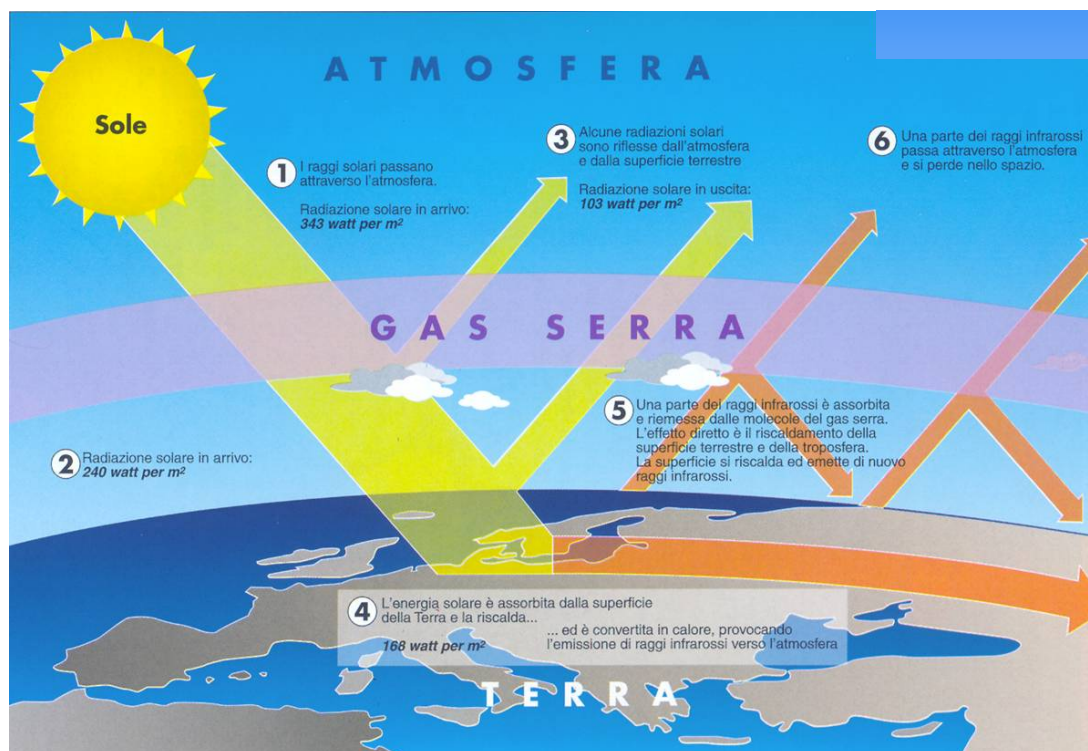 ATMOSFERA
Sole
1
I raggi solari passano
attraverso l'atmosfera.
Radiazione solare in arrivo:
343 watt per m²
3
Alcune radiazioni solari
sono riflesse dall'atmosfera
e dalla superficie terrestre
Radiazione solare in uscita:
103 watt per m²
6
Una parte dei raggi infrarossi
passa attraverso l'atmosfera
e si perde nello spazio.
GAS SERRA
2
Radiazione solare in arrivo:
240 watt per m²
5
Una parte dei raggi infrarossi è assorbita
e riemessa dalle molecole del gas serra.
L'effetto diretto è il riscaldamento della
superficie terrestre e della troposfera.
La superficie si riscalda ed emette di nuovo
raggi infrarossi.
4
L'energia solare è assorbita dalla superficie
della Terra e la riscalda...
168 watt per m²
... ed è convertita in calore, provocando
l'emissione di raggi infrarossi verso l'atmosfera
TERRA